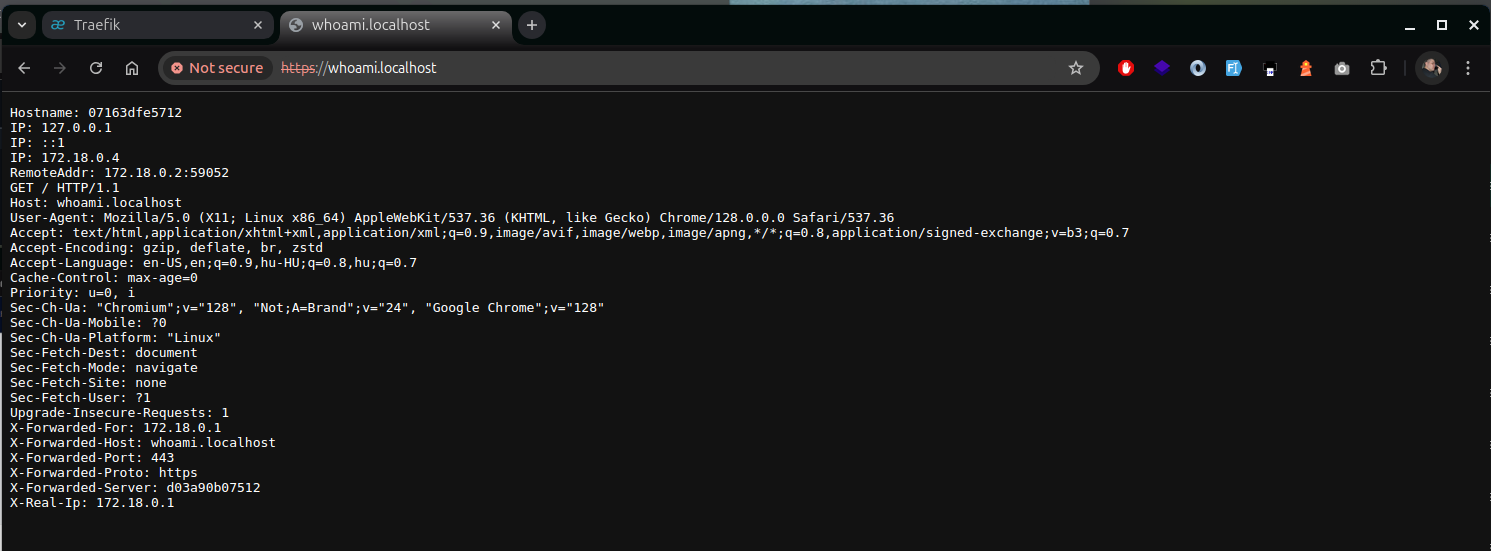 Traefik
whoami.localhost
Not secure
https://whoami.localhost
Hostname: 07163dfe5712
IP: 127.0.0.1
IP: ::1
IP: 172.18.0.4
RemoteAddr: 172.18.0.2:59052
GET / HTTP/1.1
Host: whoami.localhost
User-Agent: Mozilla/5.0 (X11; Linux x86_64) AppleWebKit/537.36 (KHTML, like Gecko) Chrome/128.0.0.0 Safari/537.36
Accept: text/html,application/xhtml+xml,application/xml;q=0.9,image/avif,image/webp,image/apng,*/*;q=0.8,application/signed-exchange;v=b3;q=0.7
Accept-Encoding: gzip, deflate, br, zstd
Accept-Language: en-US,en;q=0.9,hu-HU;q=0.8,hu;q=0.7
Cache-Control: max-age=0
Priority: u=0, i
Sec-Ch-Ua: "Chromium";v="128", "Not;A=Brand";v="24", "Google Chrome";v="128"
Sec-Ch-Ua-Mobile: ?0
Sec-Ch-Ua-Platform: "Linux"
Sec-Fetch-Dest: document
Sec-Fetch-Mode: navigate
Sec-Fetch-Site: none
Sec-Fetch-User: ?1
Upgrade-Insecure-Requests: 1
X-Forwarded-For: 172.18.0.1
X-Forwarded-Host: whoami.localhost
X-Forwarded-Port: 443
X-Forwarded-Proto: https
X-Forwarded-Server: d03a90b07512
X-Real-Ip: 172.18.0.1